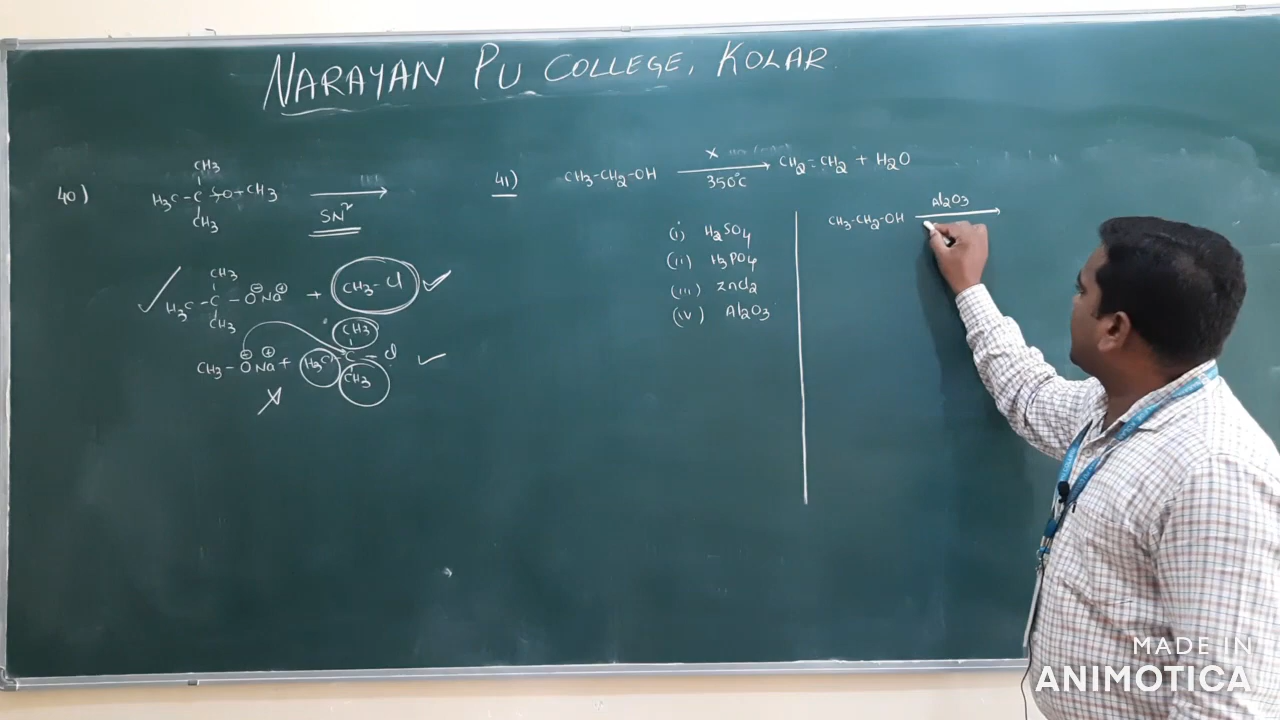 NARAYAN PU COLLEGE, KOLAR
40)
CH3
H3C - C - O + CH3
CH3
SN2
CH3
H3C - C - O⊖ Na⊕ + CH3 - Cl
CH3
CH3
CH3 - O⊖ Na⊕ + H3C - C - Cl
CH3
41) CH3-CH2-OH X 350°C CH2=CH2 + H2O
(i) H2SO4
(ii) H3PO4
(iii) ZnCl2
(iv) Al2O3
CH3-CH2-OH Al2O3
MADE IN
ANIMOTICA